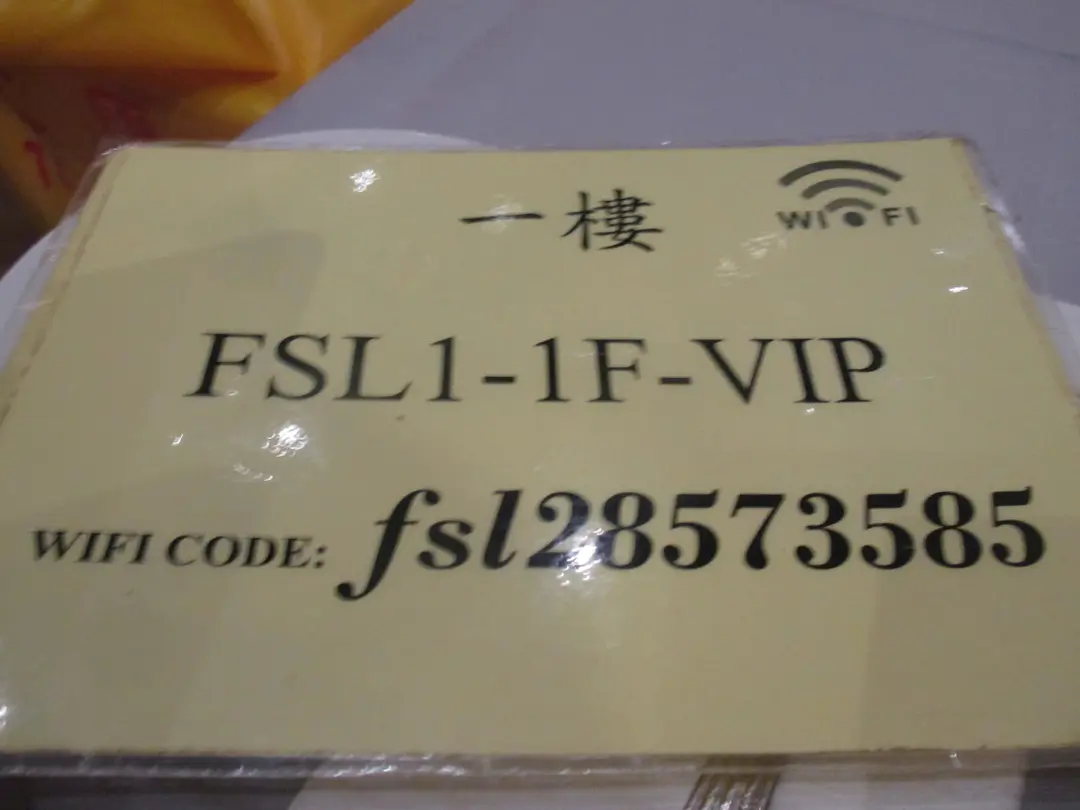 一樓
WI FI
FSL1-1F-VIP
WIFI CODE: fsl28573585